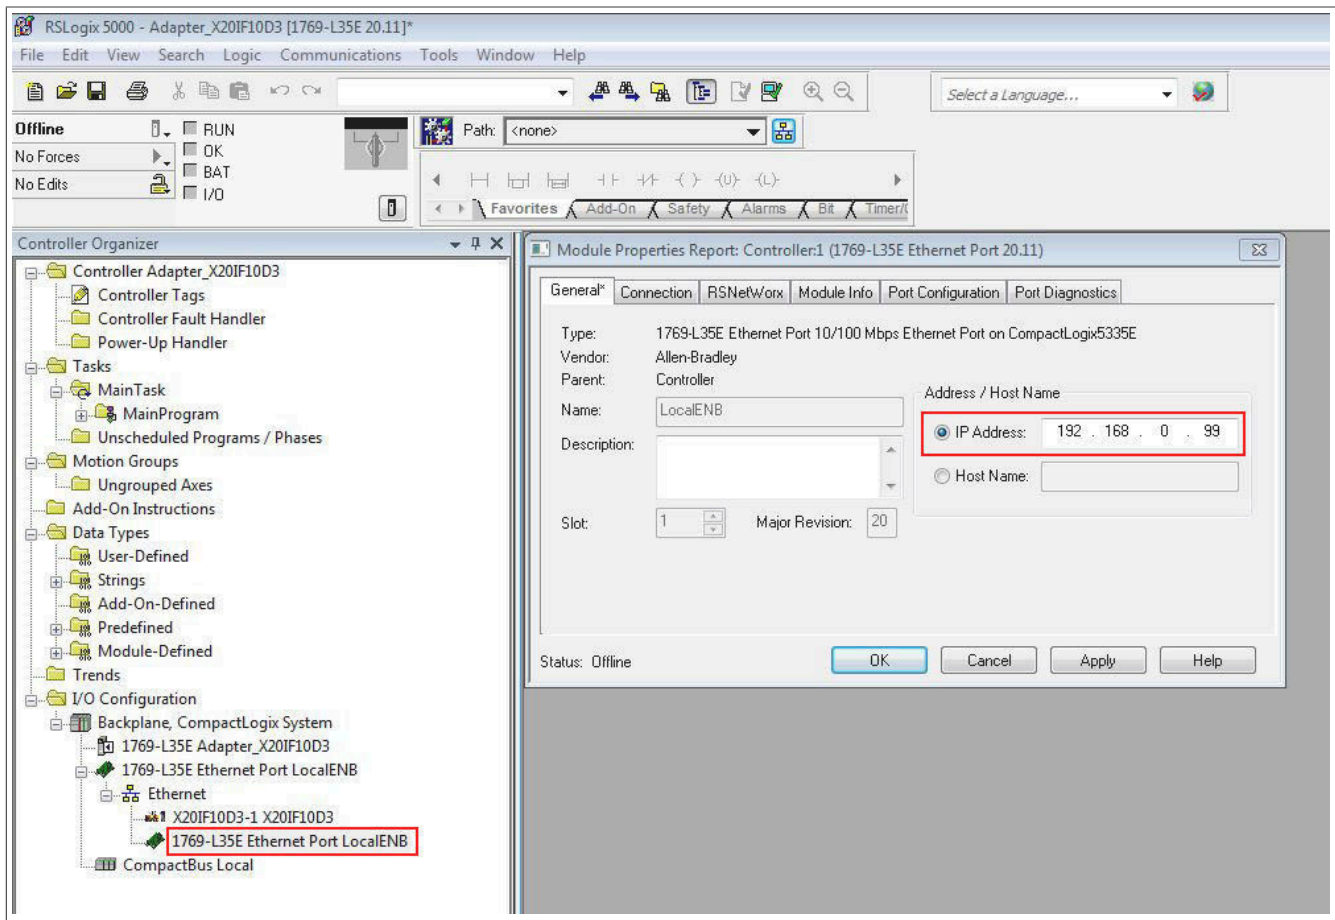 RSLogix 5000 - Adapter_X20IF10D3 [1769-L35E 20.11]*
File Edit View Search Logic Communications Tools Window Help
Select a Language...
Offline
RUN
No Forces
OK
No Edits
BAT
I/O
Path: <none>
Favorites Add-On Safety Alarms Bit Timer/C
Controller Organizer
Controller Adapter_X20IF10D3
Controller Tags
Controller Fault Handler
Power-Up Handler
Tasks
MainTask
MainProgram
Unscheduled Programs / Phases
Motion Groups
Ungrouped Axes
Add-On Instructions
Data Types
User-Defined
Strings
Add-On-Defined
Predefined
Module-Defined
Trends
I/O Configuration
Backplane, CompactLogix System
1769-L35E Adapter_X20IF10D3
1769-L35E Ethernet Port LocalENB
Ethernet
X20IF10D3-1 X20IF10D3
1769-L35E Ethernet Port LocalENB
CompactBus Local
Module Properties Report: Controller:1 (1769-L35E Ethernet Port 20.11)
General* Connection RSNetWorx Module Info Port Configuration Port Diagnostics
Type: 1769-L35E Ethernet Port 10/100 Mbps Ethernet Port on CompactLogix5335E
Vendor: Allen-Bradley
Parent: Controller
Name: LocalENB
Description:
Slot: 1 Major Revision: 20
Address / Host Name
IP Address: 192 . 168 . 0 . 99
Host Name:
Status: Offline
OK Cancel Apply Help